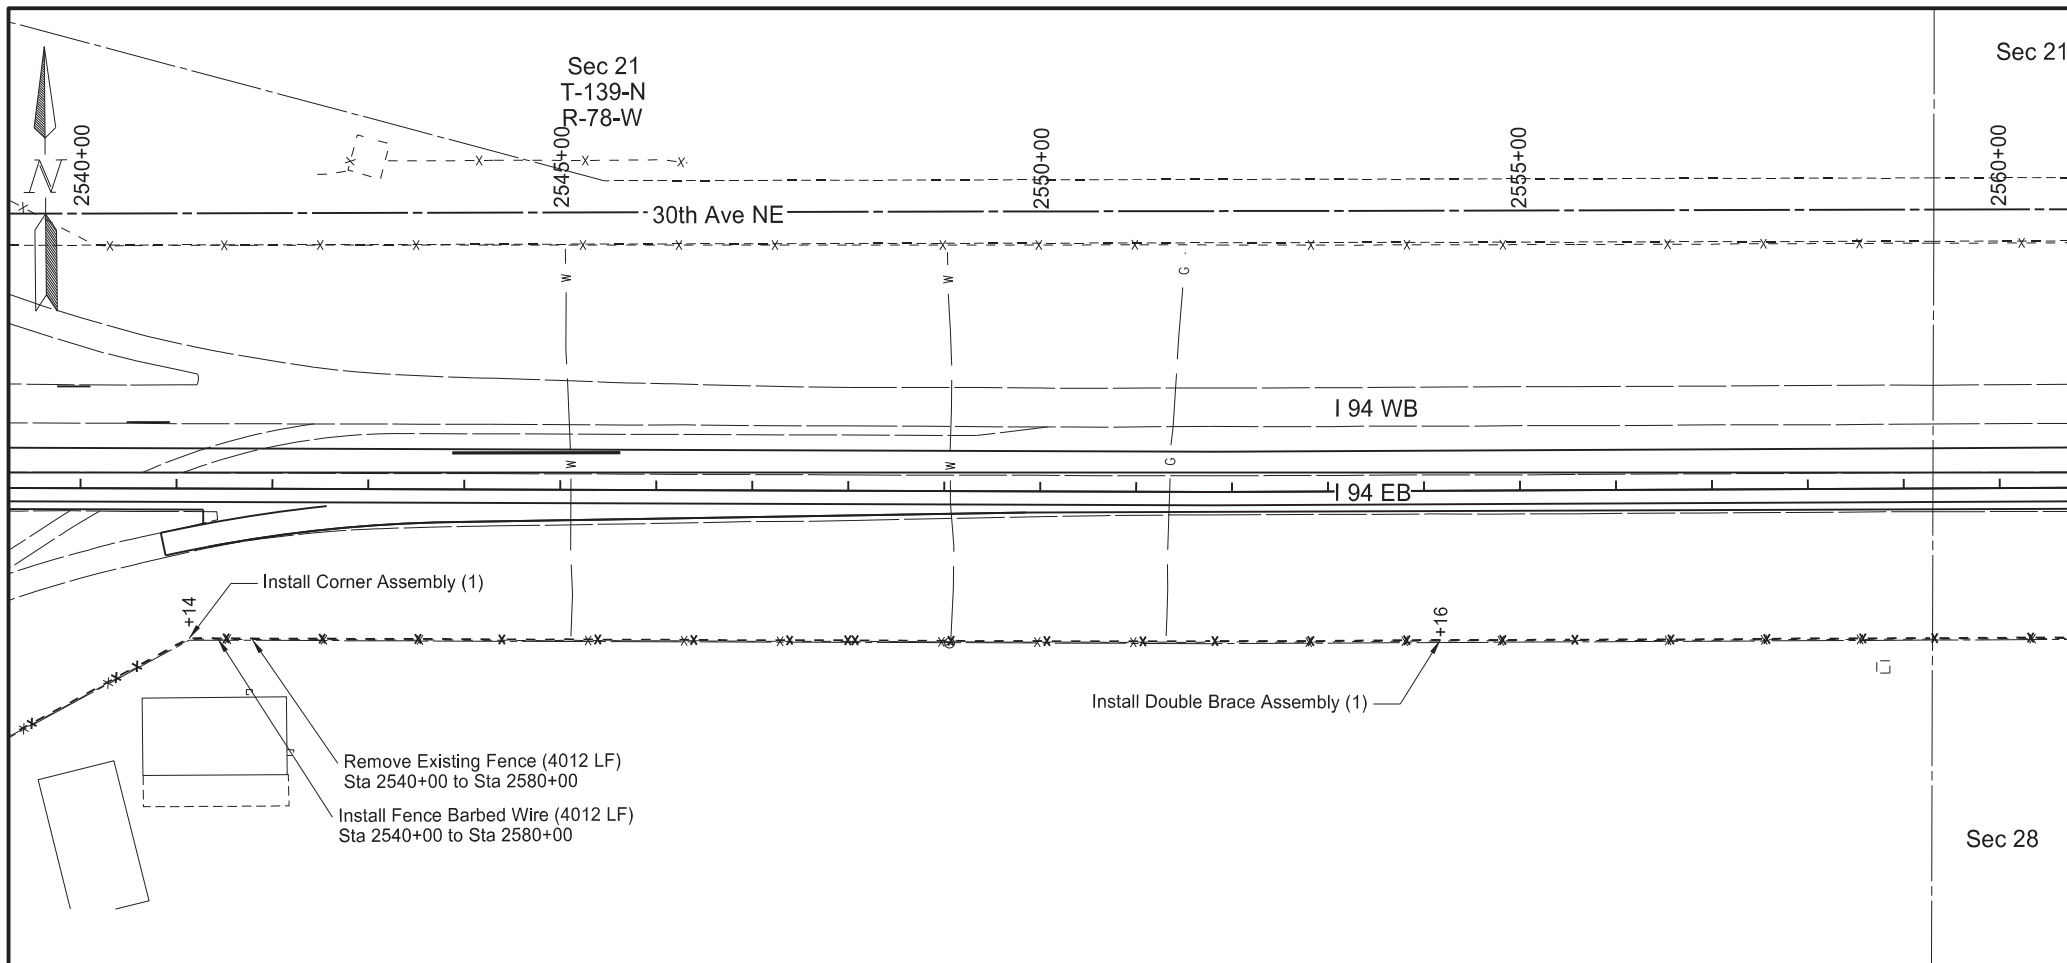 Sec 21
T-139-N
R-78-W
Sec 21
N
2540+00
2545+00
2550+00
2555+00
2560+00
30th Ave NE
W
W
G
I 94 WB
W
W
G
I 94 EB
Install Corner Assembly (1)
+14
+16
G
Install Double Brace Assembly (1)
Remove Existing Fence (4012 LF)
Sta 2540+00 to Sta 2580+00
Install Fence Barbed Wire (4012 LF)
Sta 2540+00 to Sta 2580+00
Sec 28